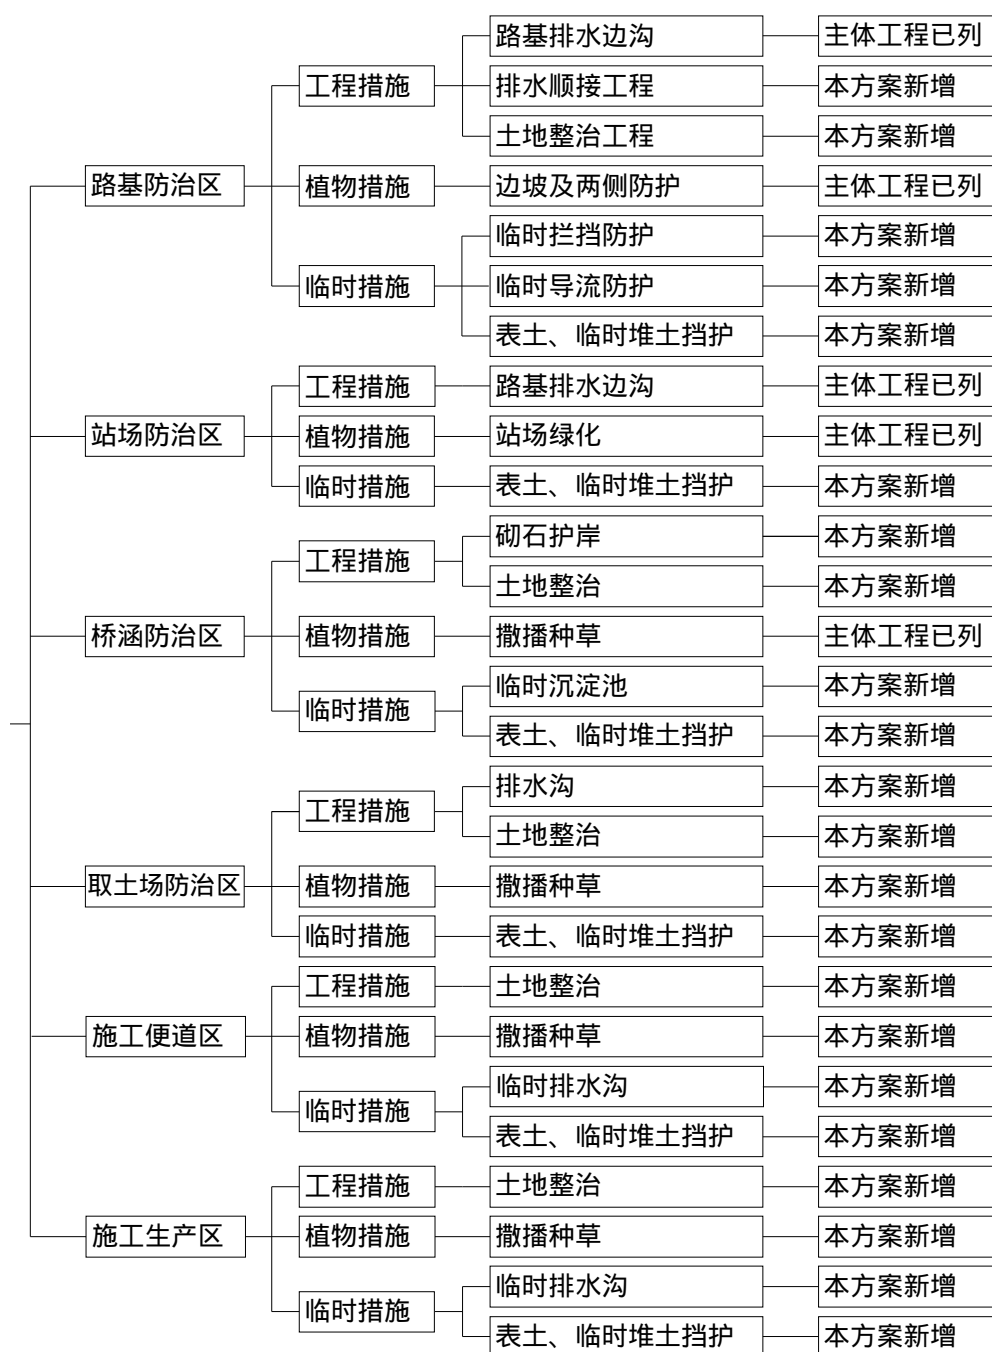 路基排水边沟 主体工程已列
工程措施 排水顺接工程 本方案新增
土地整治工程 本方案新增
路基防治区 植物措施 边坡及两侧防护 主体工程已列
临时拦挡防护 本方案新增
临时措施 临时导流防护 本方案新增
表土、临时堆土挡护 本方案新增
工程措施 路基排水边沟 主体工程已列
站场防治区 植物措施 站场绿化 主体工程已列
临时措施 表土、临时堆土挡护 本方案新增
工程措施 砌石护岸 本方案新增
土地整治 本方案新增
桥涵防治区 植物措施 撒播种草 主体工程已列
临时措施 临时沉淀池 本方案新增
表土、临时堆土挡护 本方案新增
工程措施 排水沟 本方案新增
土地整治 本方案新增
取土场防治区 植物措施 撒播种草 本方案新增
临时措施 表土、临时堆土挡护 本方案新增
工程措施 土地整治 本方案新增
施工便道区 植物措施 撒播种草 本方案新增
临时措施 临时排水沟 本方案新增
表土、临时堆土挡护 本方案新增
工程措施 土地整治 本方案新增
施工生产区 植物措施 撒播种草 本方案新增
临时措施 临时排水沟 本方案新增
表土、临时堆土挡护 本方案新增